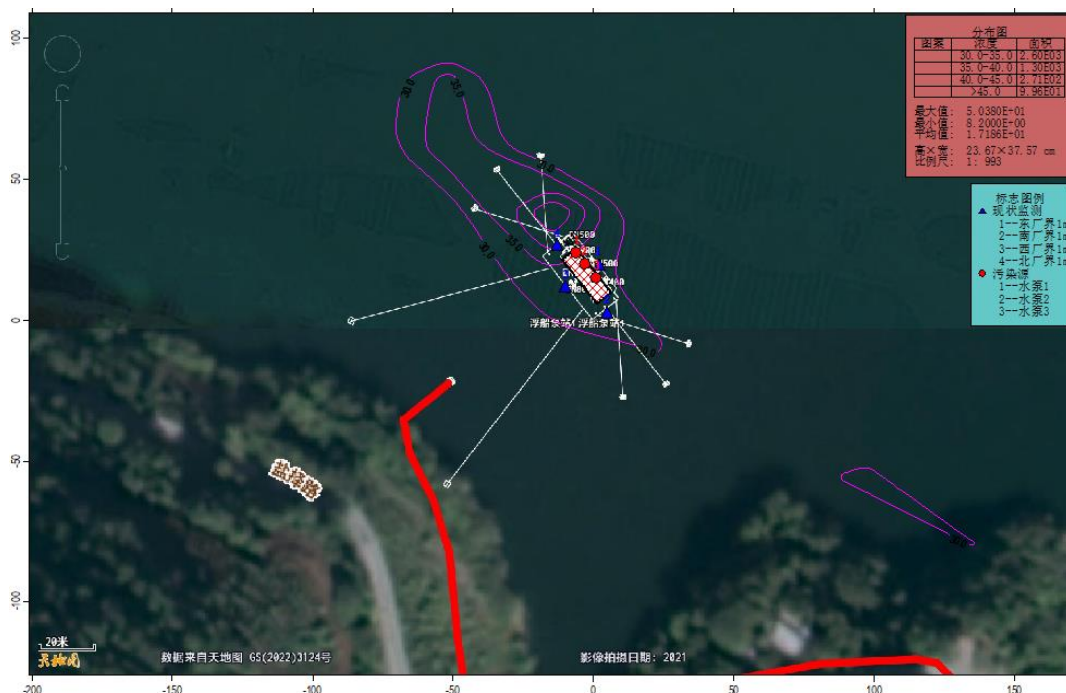 分布图
图案 浓度 面积
30.0-35.0 2.60E03
35.0-40.0 1.30E03
40.0-45.0 2.71E02
>45.0 9.96E01
最大值: 5.0380E+01
最小值: 8.2000E+00
平均值: 1.7186E+01
高×宽: 23.67×37.57 cm
比例尺: 1: 993
标志图例
现状监测
1--东厂界1m
2--南厂界1m
3--西厂界1m
4--北厂界1m
污染源
1--水泵1
2--水泵2
3--水泵3
100
50
0
-50
-100
30.0
35.0
30.0
35.0
30.0
浮船泵站
浮船泵站
20米
天地图
数据来自天地图 GS(2022)3124号
影像拍摄日期: 2021
-200 -150 -100 -50 0 50 100 150